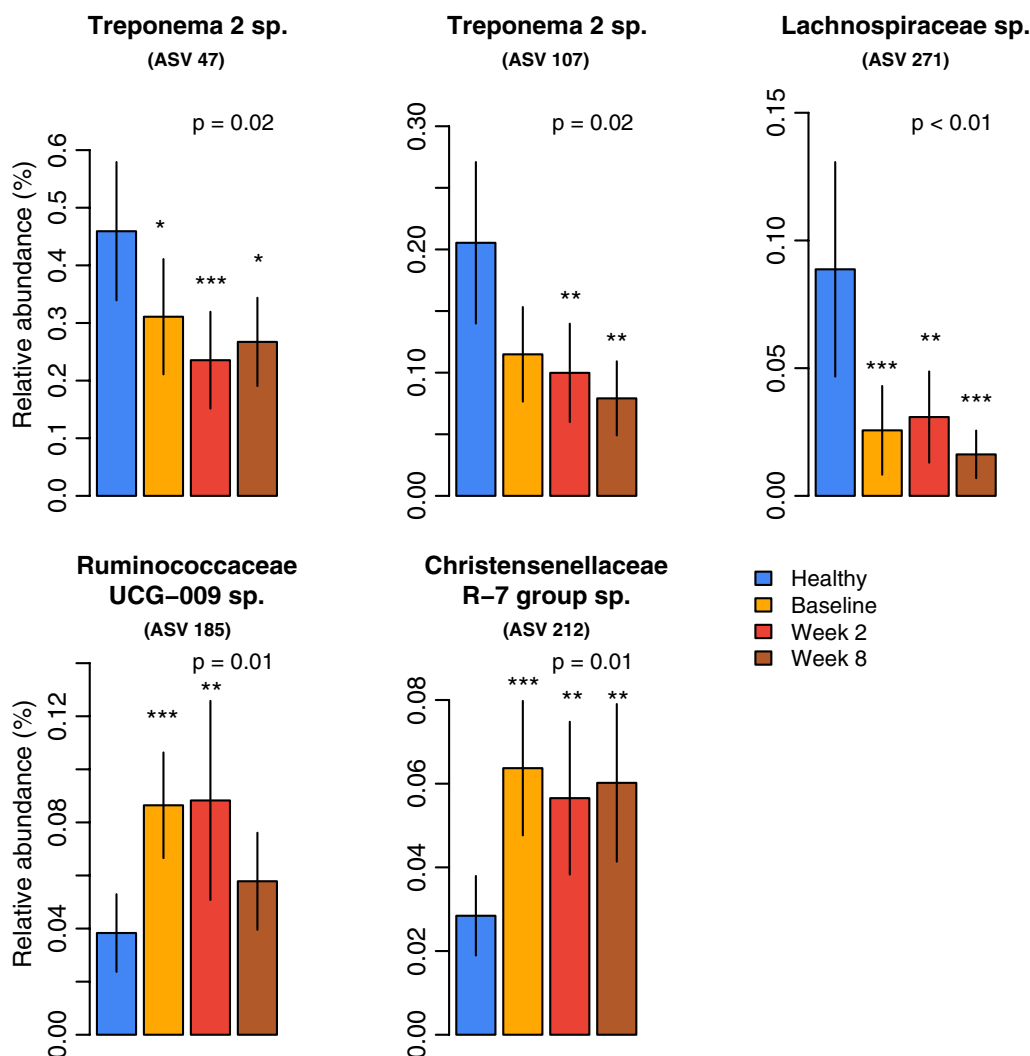 Treponema 2 sp.
(ASV 47)
p = 0.02
Relative abundance (%)
0.6
0.5
0.4
0.3
0.2
0.1
0.0
*
***
*
Treponema 2 sp.
(ASV 107)
p = 0.02
0.30
0.20
0.10
0.00
**
**
Lachnospiraceae sp.
(ASV 271)
p < 0.01
0.15
0.10
0.05
0.00
***
**
***
Ruminococcaceae
UCG−009 sp.
(ASV 185)
p = 0.01
Relative abundance (%)
0.12
0.08
0.04
0.00
***
**
Christensenellaceae
R−7 group sp.
(ASV 212)
p = 0.01
0.08
0.06
0.04
0.02
0.00
***
**
**
Healthy
Baseline
Week 2
Week 8